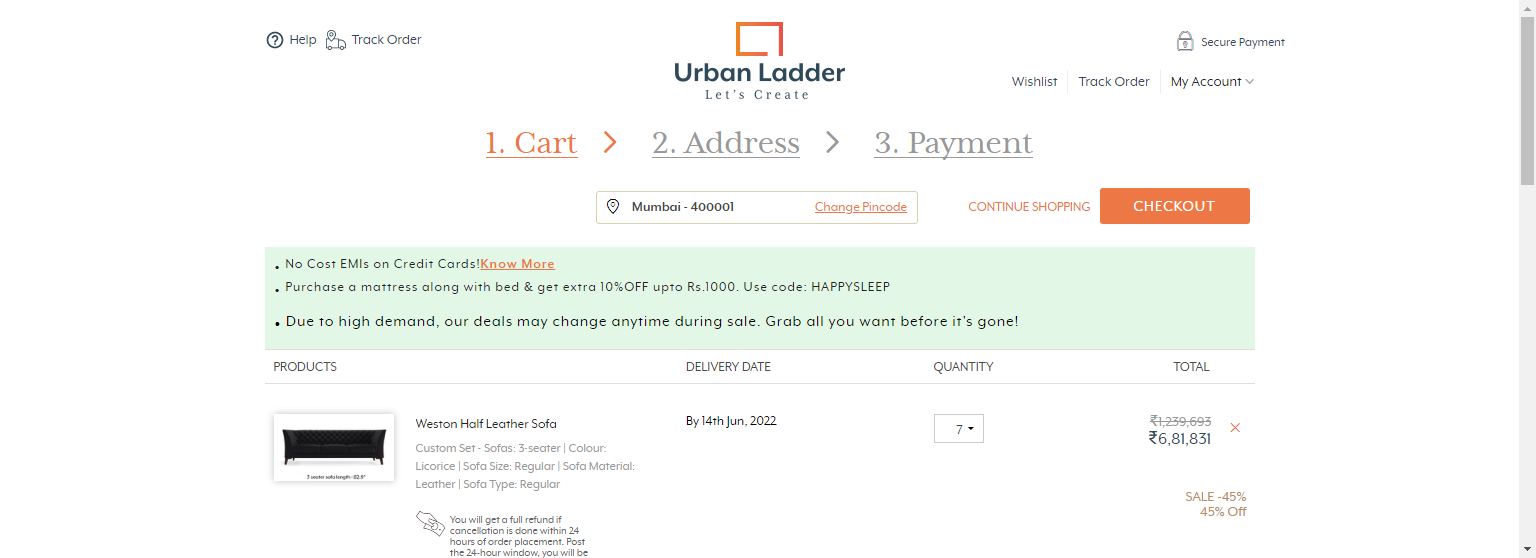 Help Track Order
Urban Ladder
Let's Create
Secure Payment
Wishlist Track Order My Account
1. Cart > 2. Address > 3. Payment
Mumbai - 400001 Change Pincode CONTINUE SHOPPING CHECKOUT
• No Cost EMIs on Credit Cards!Know More
• Purchase a mattress along with bed & get extra 10%OFF upto Rs.1000. Use code: HAPPYSLEEP
• Due to high demand, our deals may change anytime during sale. Grab all you want before it's gone!
PRODUCTS DELIVERY DATE QUANTITY TOTAL
3 seater sofa length - 82.9"
Weston Half Leather Sofa
Custom Set - Sofas: 3-seater | Colour:
Licorice | Sofa Size: Regular | Sofa Material:
Leather | Sofa Type: Regular
You will get a full refund if
cancellation is done within 24
hours of order placement. Post
the 24-hour window, you will be
By 14th Jun, 2022
7
₹1,239,693
₹6,81,831
SALE -45%
45% Off